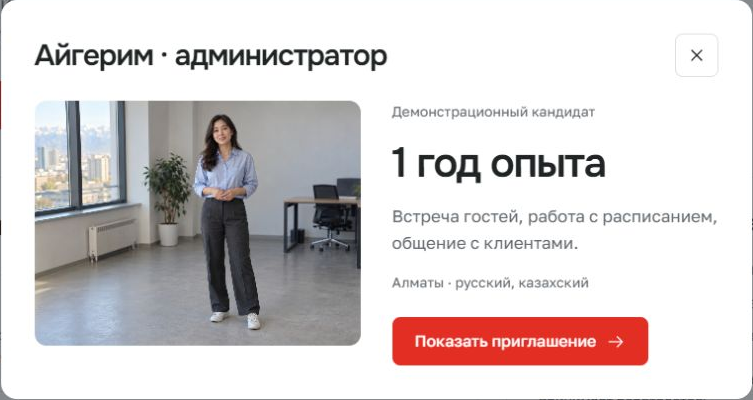 Айгерим · администратор
Демонстрационный кандидат
1 год опыта
Встреча гостей, работа с расписанием,
общение с клиентами.
Алматы · русский, казахский
Показать приглашение →